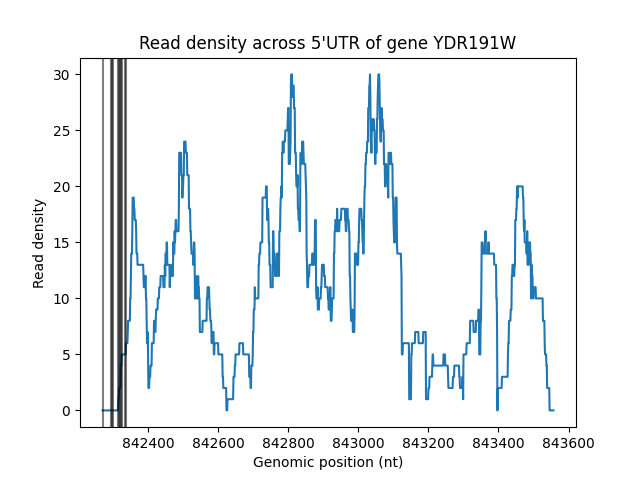 Read density across 5'UTR of gene YDR191W
30
25
20
15
10
5
0
Read density
842400 842600 842800 843000 843200 843400 843600
Genomic position (nt)